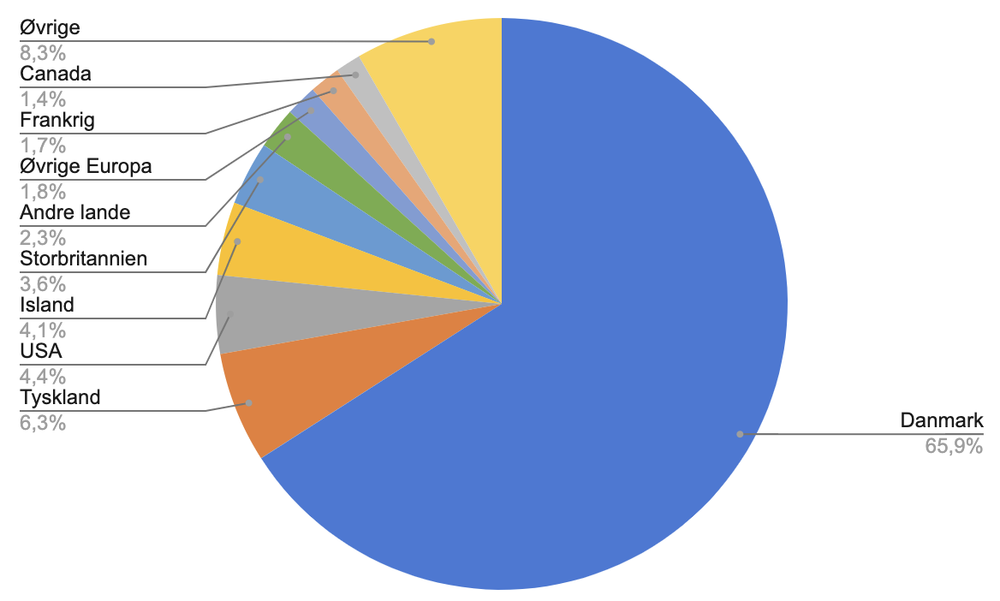 Øvrige
8,3%
Canada
1,4%
Frankrig
1,7%
Øvrige Europa
1,8%
Andre lande
2,3%
Storbritannien
3,6%
Island
4,1%
USA
4,4%
Tyskland
6,3%
Danmark
65,9%